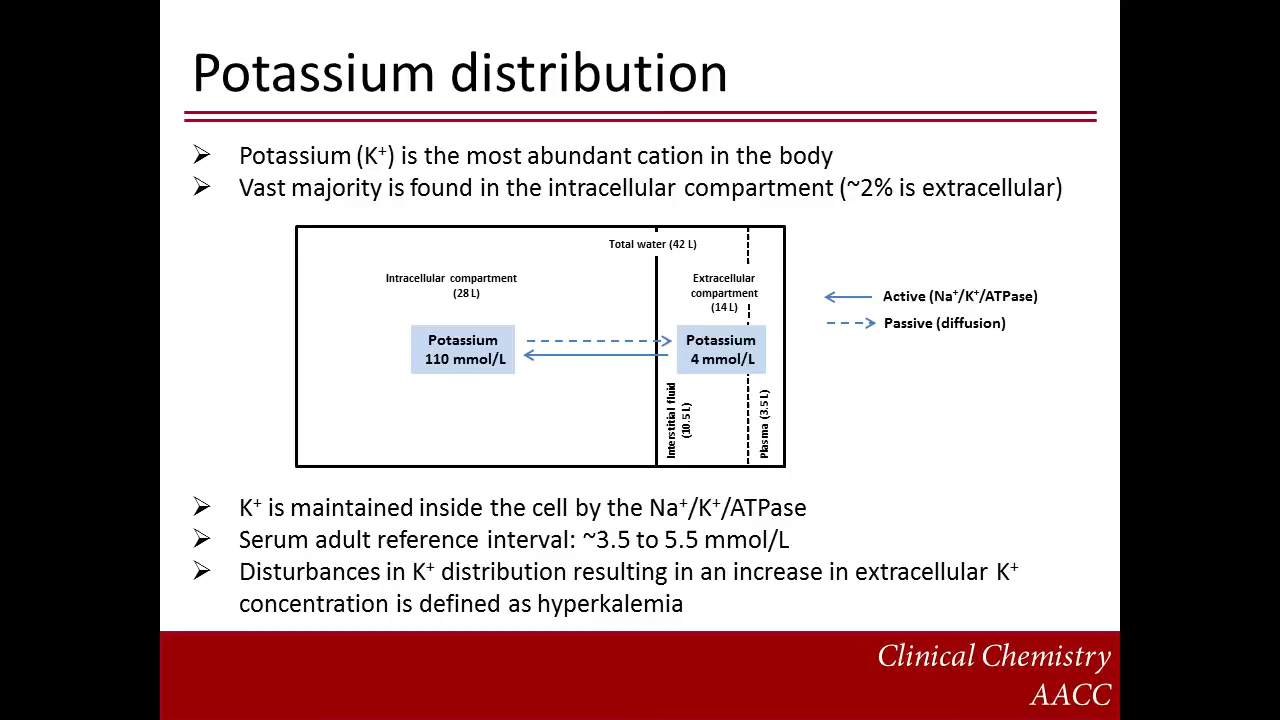 Potassium distribution
➢ Potassium (K⁺) is the most abundant cation in the body
➢ Vast majority is found in the intracellular compartment (~2% is extracellular)
Total water (42 L)
Intracellular compartment
(28 L)
Extracellular
compartment
(14 L)
Potassium
110 mmol/L
Potassium
4 mmol/L
Interstitial fluid
(10.5 L)
Plasma (3.5 L)
Active (Na⁺/K⁺/ATPase)
Passive (diffusion)
➢ K⁺ is maintained inside the cell by the Na⁺/K⁺/ATPase
➢ Serum adult reference interval: ~3.5 to 5.5 mmol/L
➢ Disturbances in K⁺ distribution resulting in an increase in extracellular K⁺
concentration is defined as hyperkalemia
Clinical Chemistry
AACC